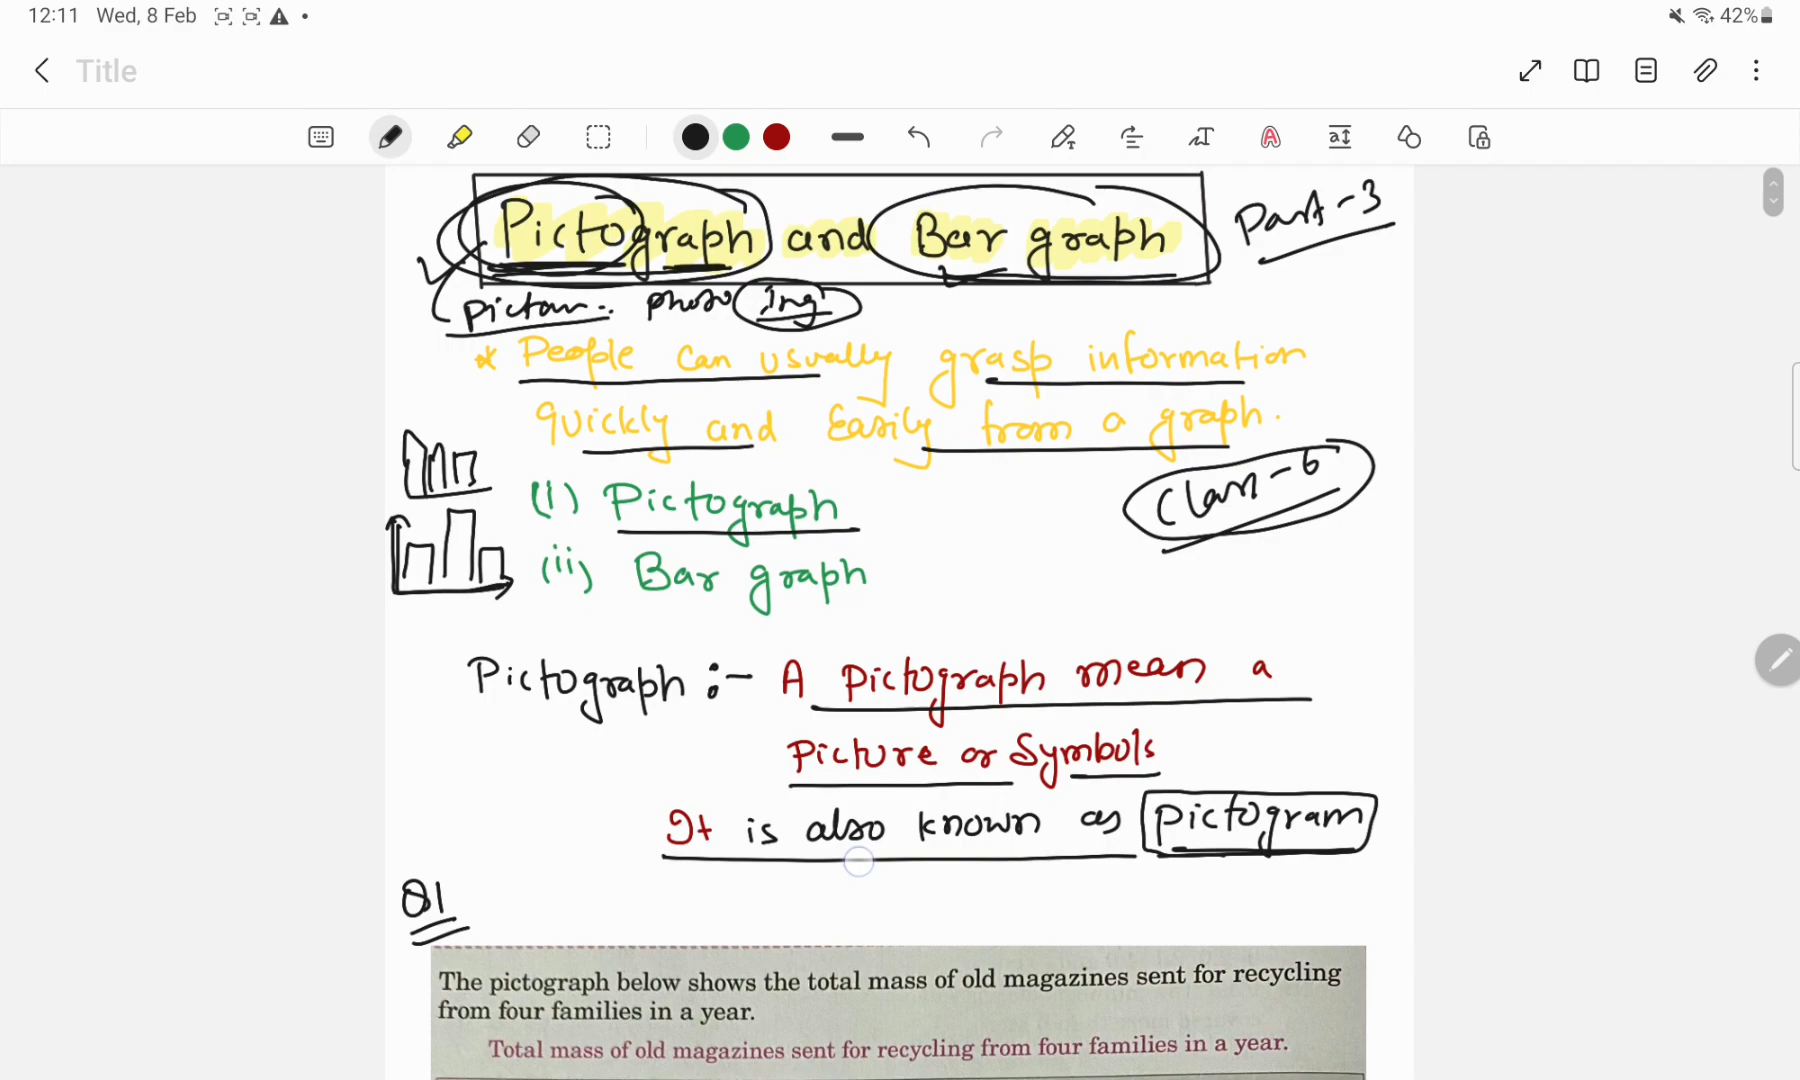 12:11 Wed, 8 Feb 42%
Title
Pictograph and Bar graph Part-3
photo ing
* People can usually grasp information
quickly and Easily from a graph.
Class-6
(i) Pictograph
(ii) Bar graph
Pictograph :- A pictograph mean a
Picture or Symbols
It is also known as pictogram
Q1
The pictograph below shows the total mass of old magazines sent for recycling
from four families in a year.
Total mass of old magazines sent for recycling from four families in a year.